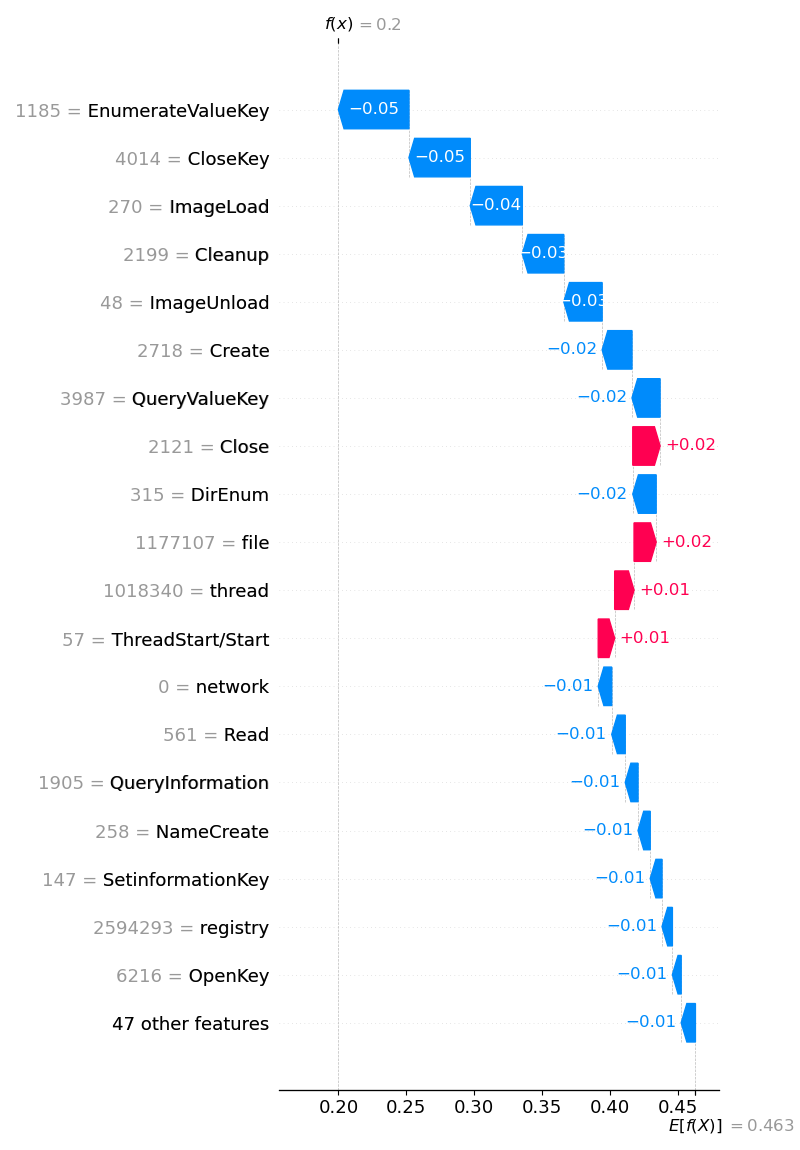 f(x) = 0.2
1185 = EnumerateValueKey −0.05
4014 = CloseKey −0.05
270 = ImageLoad −0.04
2199 = Cleanup −0.03
48 = ImageUnload −0.03
2718 = Create −0.02
3987 = QueryValueKey −0.02
2121 = Close +0.02
315 = DirEnum −0.02
1177107 = file +0.02
1018340 = thread +0.01
57 = ThreadStart/Start +0.01
0 = network −0.01
561 = Read −0.01
1905 = QueryInformation −0.01
258 = NameCreate −0.01
147 = SetinformationKey −0.01
2594293 = registry −0.01
6216 = OpenKey −0.01
47 other features −0.01
0.20 0.25 0.30 0.35 0.40 0.45
E[f(X)] = 0.463